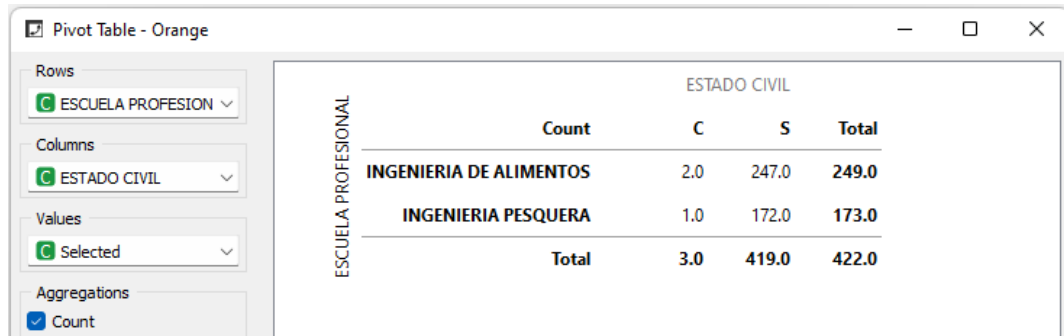 Pivot Table - Orange
Rows
C ESCUELA PROFESION
Columns
C ESTADO CIVIL
Values
C Selected
Aggregations
Count
ESTADO CIVIL
ESCUELA PROFESIONAL
Count C S Total
INGENIERIA DE ALIMENTOS 2.0 247.0 249.0
INGENIERIA PESQUERA 1.0 172.0 173.0
Total 3.0 419.0 422.0